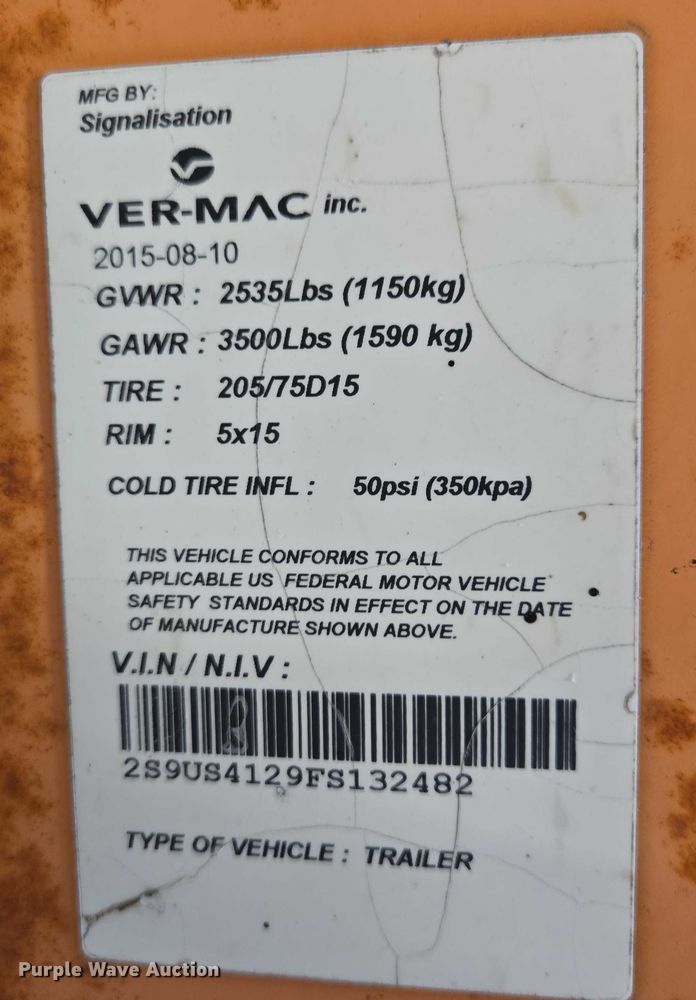 MFG BY:
Signalisation
VER-MAC inc.
2015-08-10
GVWR : 2535Lbs (1150kg)
GAWR : 3500Lbs (1590 kg)
TIRE : 205/75D15
RIM : 5x15
COLD TIRE INFL : 50psi (350kpa)
THIS VEHICLE CONFORMS TO ALL
APPLICABLE US FEDERAL MOTOR VEHICLE
SAFETY STANDARDS IN EFFECT ON THE DATE
OF MANUFACTURE SHOWN ABOVE.
V.I.N / N.I.V :
2S9US4129FS132482
TYPE OF VEHICLE : TRAILER
Purple Wave Auction